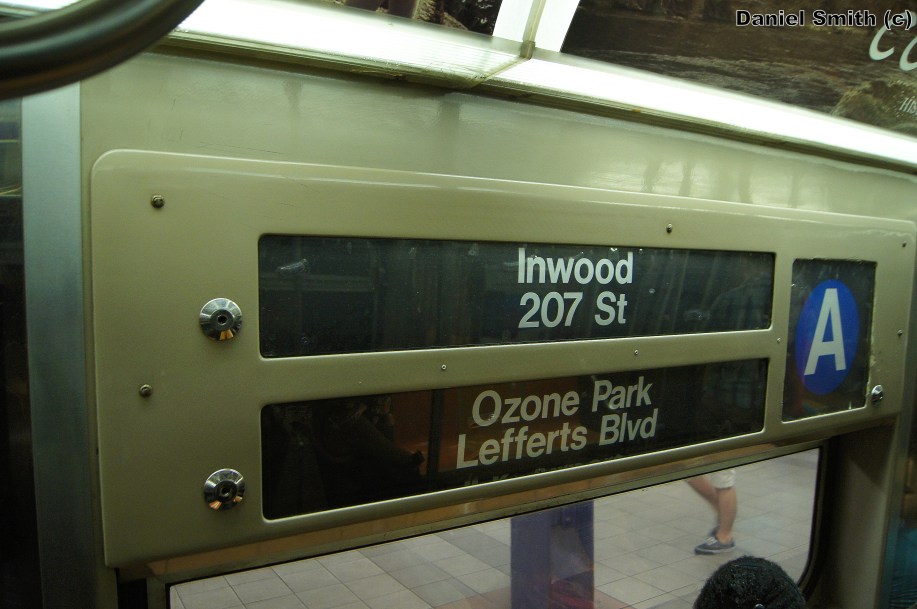 Daniel Smith (c)
Inwood
207 St
A
Ozone Park
Lefferts Blvd